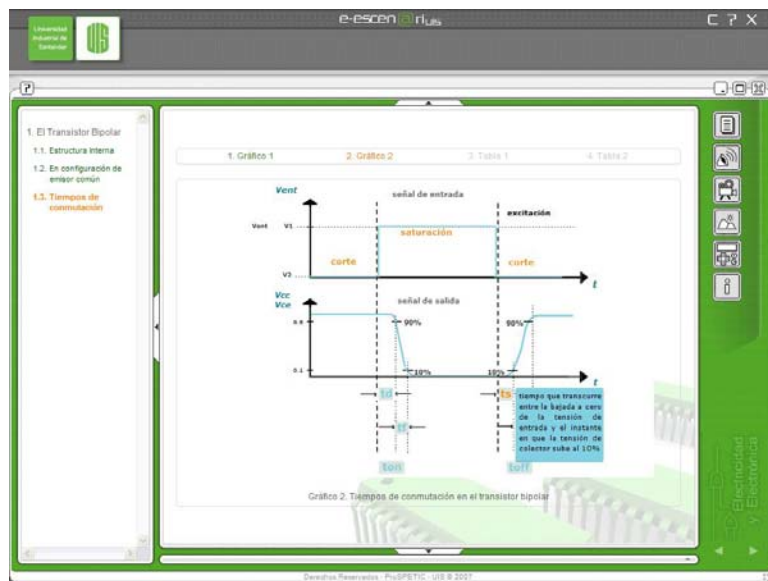 Universidad
Industrial de
Santander
e-escen@riUIS
C ? X
?
1. El Transistor Bipolar
1.1. Estructura Interna
1.2. En configuración de
emisor común
1.3. Tiempos de
conmutación
1. Gráfico 1
2. Gráfico 2
3. Tabla 1
4. Tabla 2
Vent
señal de entrada
excitación
Vent V1
saturación
corte
corte
V2
t
Vcc
Vce
señal de salida
0.9
90%
90%
0.1
10%
10%
t
td
ts
tf
ton
toff
tiempo que transcurre
entre la bajada a cero
de la tensión de
entrada y el instante
en que la tensión de
colector sube al 10%
Gráfico 2. Tiempos de conmutación en el transistor bipolar
Electricidad
y Electrónica
Derechos Reservados - ProSPETIC - UIS © 2007